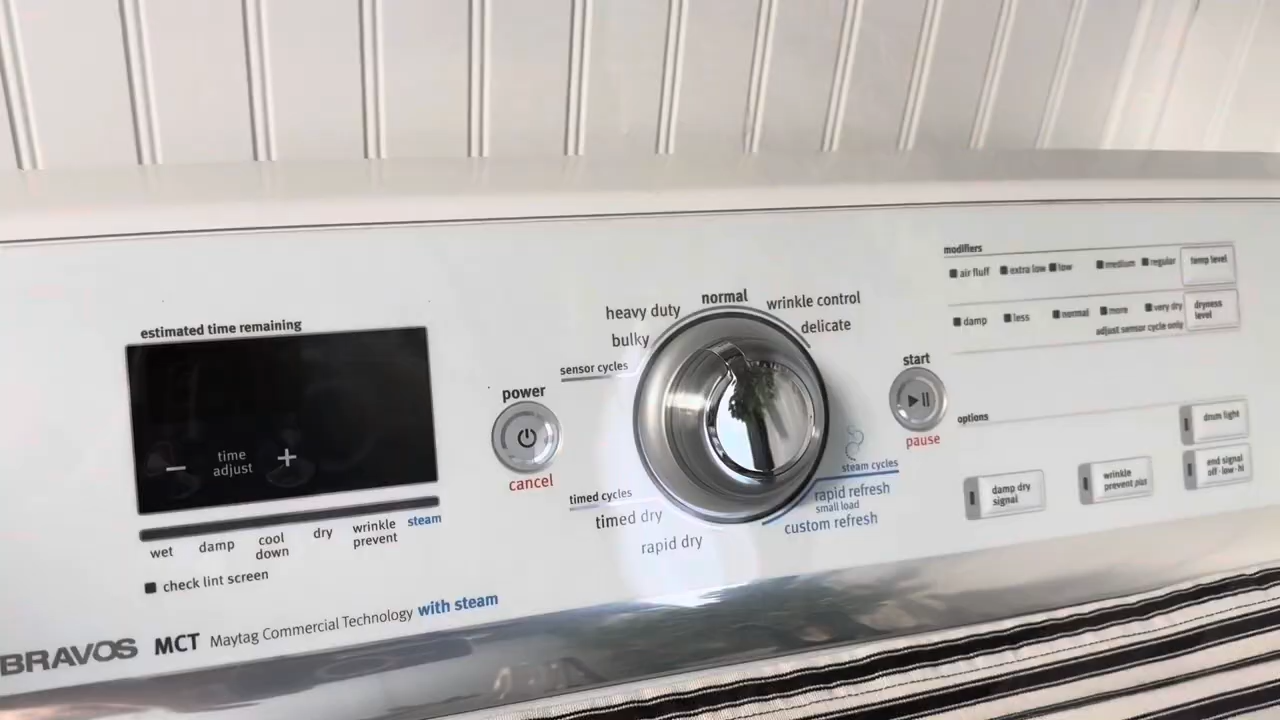 estimated time remaining
time
adjust
wet
damp
cool
down
dry
wrinkle
prevent
steam
check lint screen
BRAVOS MCT Maytag Commercial Technology with steam
power
cancel
sensor cycles
bulky
heavy duty
normal
wrinkle control
delicate
timed cycles
timed dry
rapid dry
steam cycles
rapid refresh
small load
custom refresh
start
pause
modifiers
air fluff
extra low
low
medium
regular
temp level
damp
less
normal
more
very dry
adjust sensor cycle only
dryness
level
options
drum light
damp dry
signal
wrinkle
prevent plus
end signal
off-low-hi